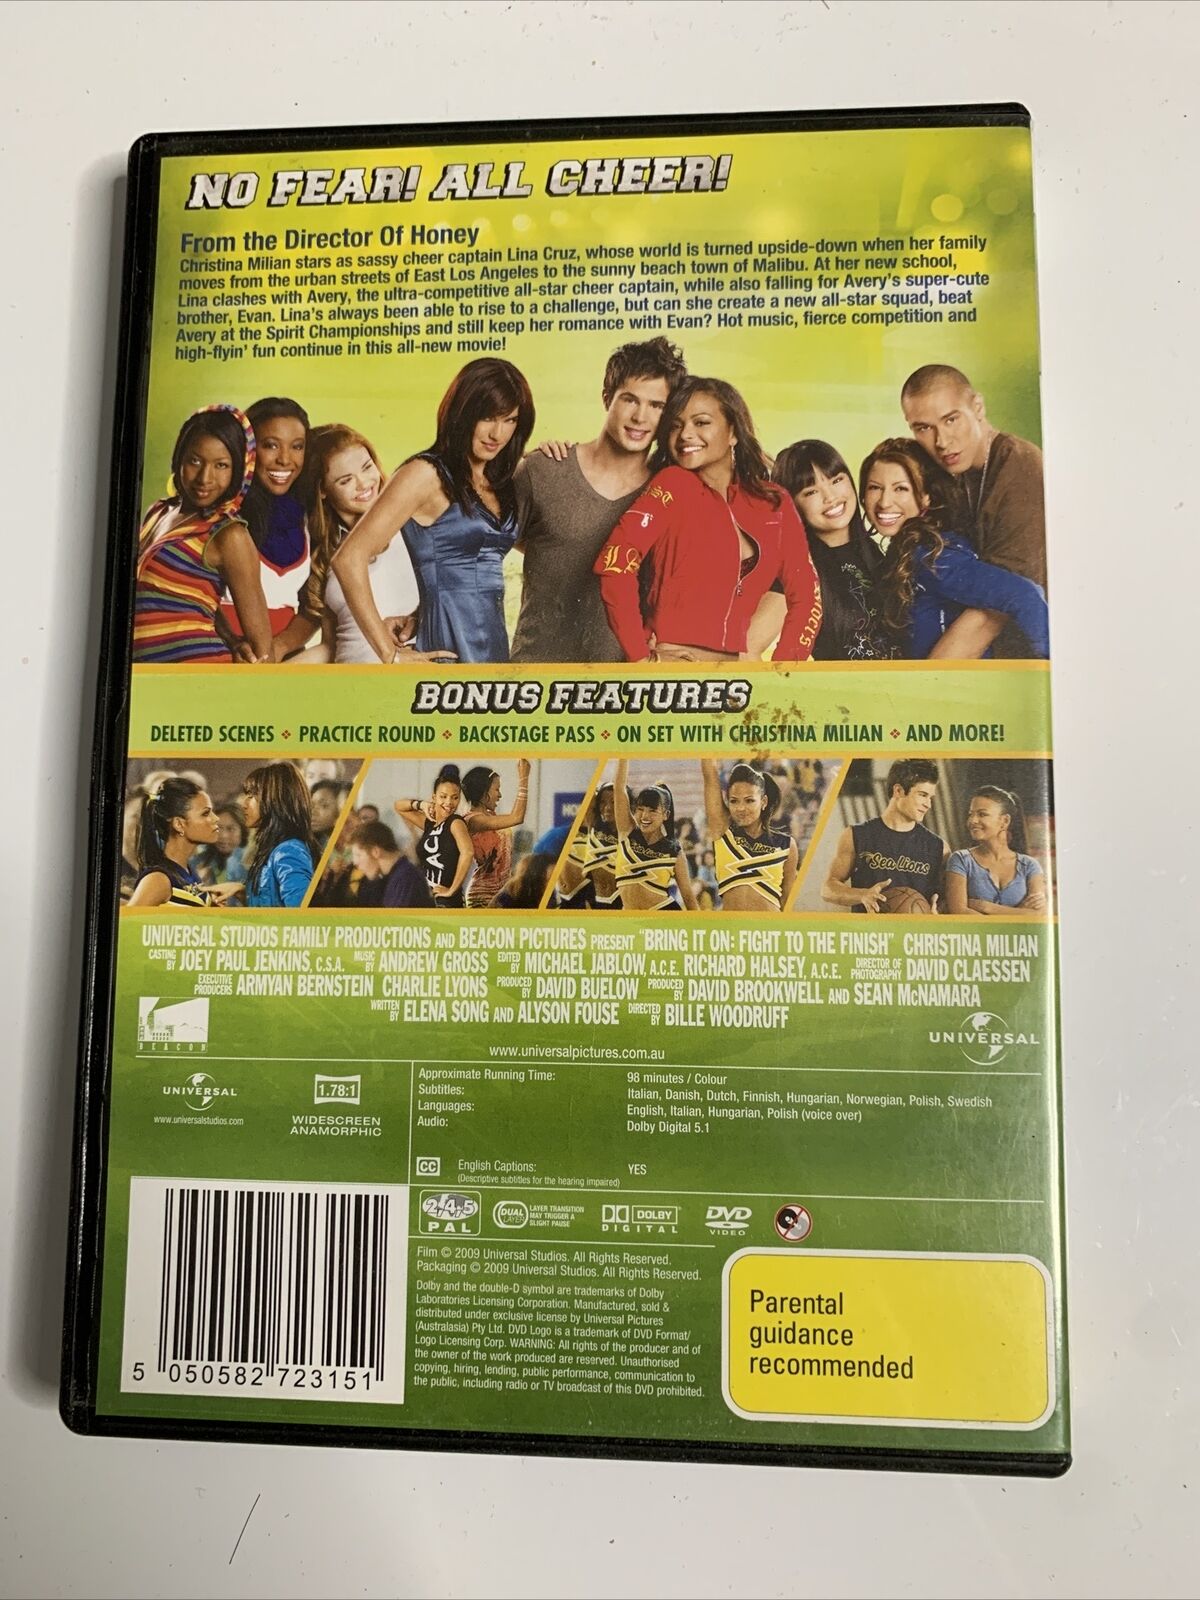 NO FEAR! ALL CHEER!
From the Director Of Honey
Christina Milian stars as sassy cheer captain Lina Cruz, whose world is turned upside-down when her family
moves from the urban streets of East Los Angeles to the sunny beach town of Malibu. At her new school,
Lina clashes with Avery, the ultra-competitive all-star cheer captain, while also falling for Avery's super-cute
brother, Evan. Lina's always been able to rise to a challenge, but can she create a new all-star squad, beat
Avery at the Spirit Championships and still keep her romance with Evan? Hot music, fierce competition and
high-flyin' fun continue in this all-new movie!
BONUS FEATURES
DELETED SCENES ❖ PRACTICE ROUND ❖ BACKSTAGE PASS ❖ ON SET WITH CHRISTINA MILIAN ❖ AND MORE!
Sea Lions
UNIVERSAL STUDIOS FAMILY PRODUCTIONS AND BEACON PICTURES PRESENT "BRING IT ON: FIGHT TO THE FINISH" CHRISTINA MILIAN
CASTING BY JOEY PAUL JENKINS, C.S.A. MUSIC BY ANDREW GROSS EDITED BY MICHAEL JABLOW, A.C.E. RICHARD HALSEY, A.C.E. DIRECTOR OF PHOTOGRAPHY DAVID CLAESSEN
EXECUTIVE PRODUCERS ARMYAN BERNSTEIN CHARLIE LYONS PRODUCED BY DAVID BUELOW PRODUCED BY DAVID BROOKWELL AND SEAN McNAMARA
WRITTEN BY ELENA SONG AND ALYSON FOUSE DIRECTED BY BILLE WOODRUFF
BEACON
UNIVERSAL
www.universalpictures.com.au
UNIVERSAL
www.universalstudios.com
1.78:1
WIDESCREEN
ANAMORPHIC
Approximate Running Time: 98 minutes / Colour
Subtitles: Italian, Danish, Dutch, Finnish, Hungarian, Norwegian, Polish, Swedish
Languages: English, Italian, Hungarian, Polish (voice over)
Audio: Dolby Digital 5.1
CC English Captions: YES
(Descriptive subtitles for the hearing impaired)
2/4/5
PAL
DUAL LAYER
LAYER TRANSITION
MAY TRIGGER A
SLIGHT PAUSE
DOLBY
DIGITAL
DVD
VIDEO
Film © 2009 Universal Studios. All Rights Reserved.
Packaging © 2009 Universal Studios. All Rights Reserved.
Dolby and the double-D symbol are trademarks of Dolby
Laboratories Licensing Corporation. Manufactured, sold &
distributed under exclusive license by Universal Pictures
(Australasia) Pty Ltd. DVD Logo is a trademark of DVD Format/
Logo Licensing Corp. WARNING: All rights of the producer and of
the owner of the work produced are reserved. Unauthorised
copying, hiring, lending, public performance, communication to
the public, including radio or TV broadcast of this DVD prohibited.
Parental
guidance
recommended
5 050582 723151